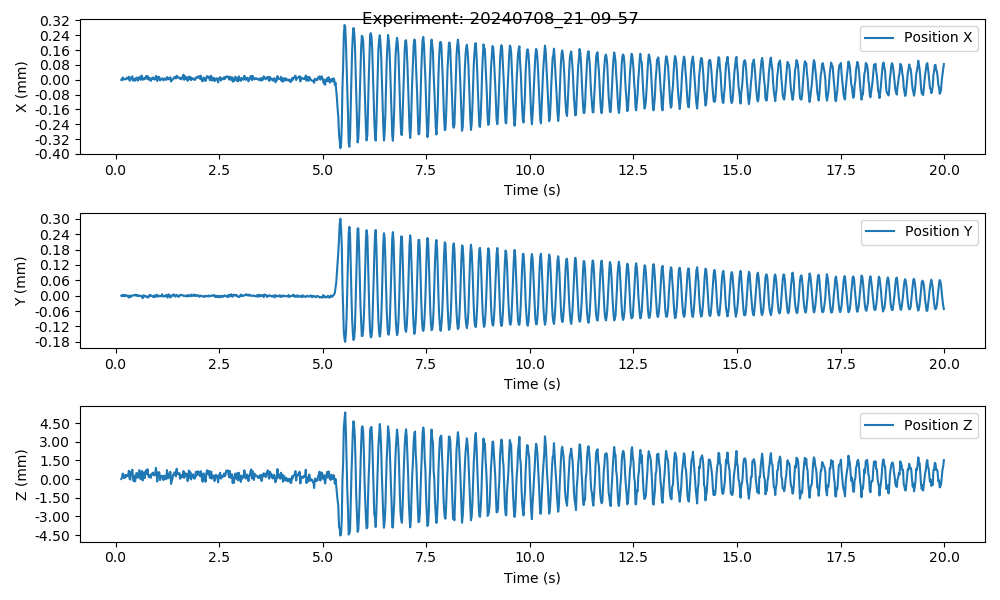 Experiment: 20240708_21-09-57
0.32
0.24
0.16
0.08
0.00
-0.08
-0.16
-0.24
-0.32
-0.40
X (mm)
Position X
0.0 2.5 5.0 7.5 10.0 12.5 15.0 17.5 20.0
Time (s)
0.30
0.24
0.18
0.12
0.06
0.00
-0.06
-0.12
-0.18
Y (mm)
Position Y
0.0 2.5 5.0 7.5 10.0 12.5 15.0 17.5 20.0
Time (s)
4.50
3.00
1.50
0.00
-1.50
-3.00
-4.50
Z (mm)
Position Z
0.0 2.5 5.0 7.5 10.0 12.5 15.0 17.5 20.0
Time (s)